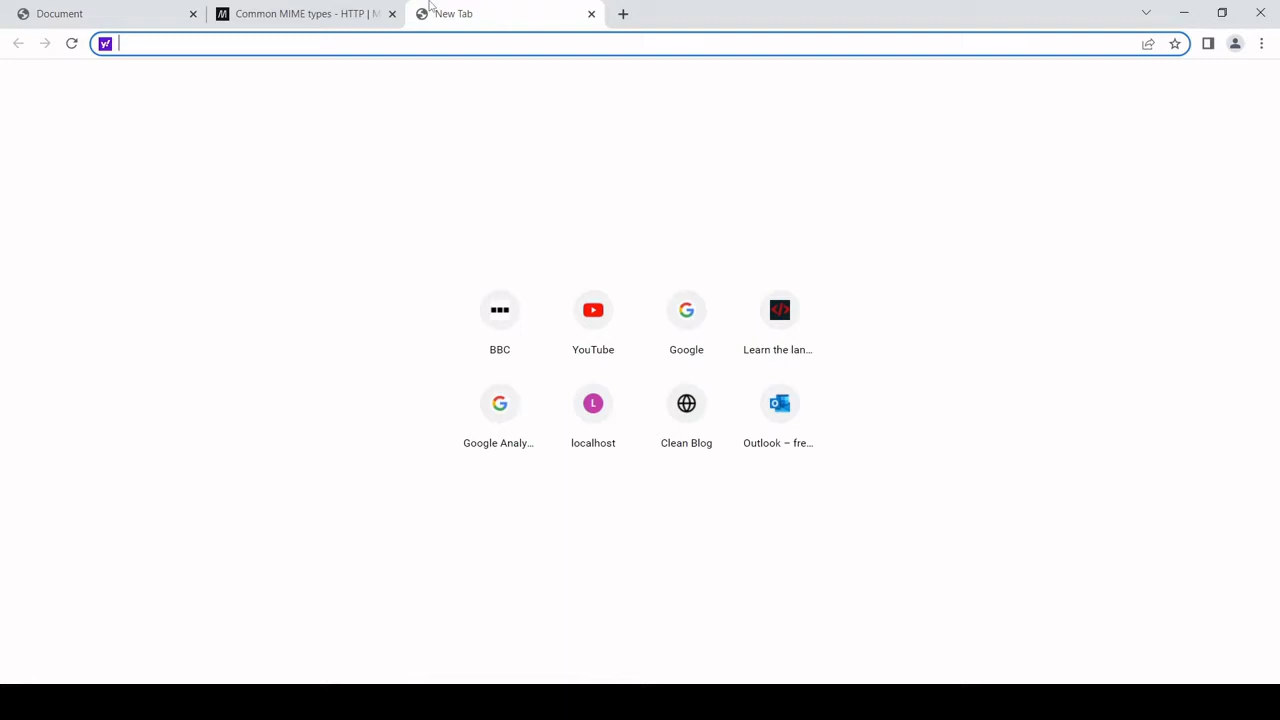 Document
Common MIME types - HTTP | M
New Tab
BBC
YouTube
Google
Learn the lan...
Google Analy...
L
localhost
Clean Blog
Outlook – fre...